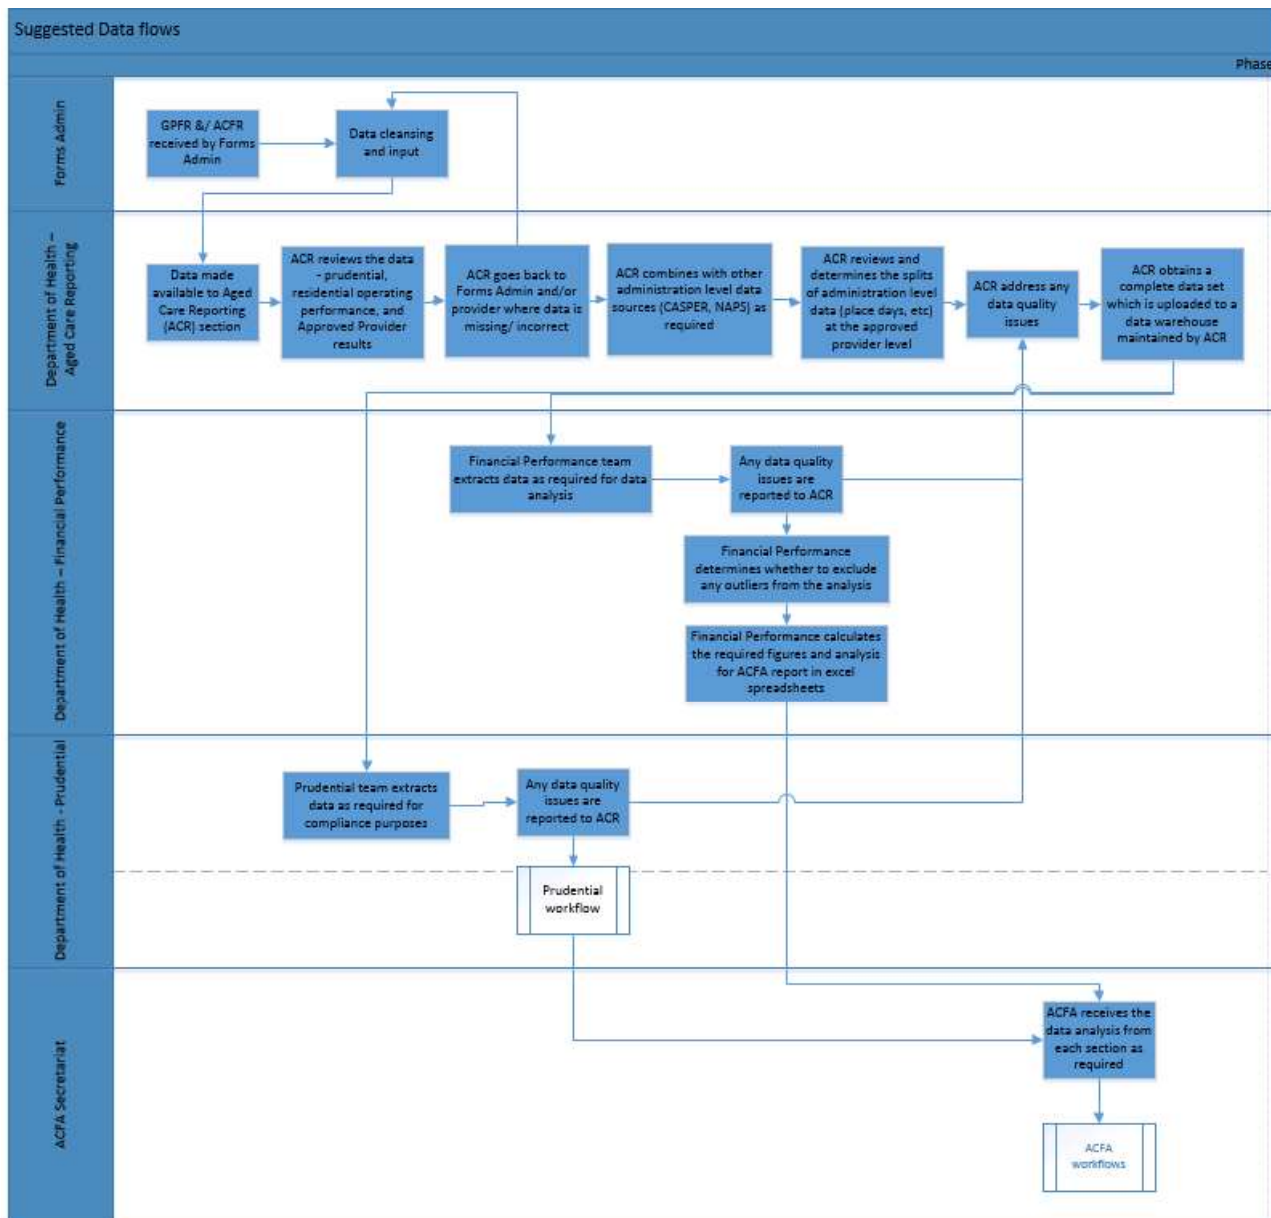 Suggested Data flows
Phase
Forms Admin
GPFR &/ ACFR
received by Forms
Admin
Data cleansing
and input
Department of Health –
Aged Care Reporting
Data made
available to Aged
Care Reporting
(ACR) section
ACR reviews the data
- prudential,
residential operating
performance, and
Approved Provider
results
ACR goes back to
Forms Admin and/or
provider where data is
missing/ incorrect
ACR combines with other
administration level data
sources (CASPER, NAPS) as
required
ACR reviews and
determines the splits
of administration level
data (place days, etc)
at the approved
provider level
ACR address any
data quality
issues
ACR obtains a
complete data set
which is uploaded to a
data warehouse
maintained by ACR
Department of Health – Financial Performance
Financial Performance team
extracts data as required for data
analysis
Any data quality
issues are
reported to ACR
Financial Performance
determines whether to exclude
any outliers from the analysis
Financial Performance calculates
the required figures and analysis
for ACFA report in excel
spreadsheets
Department of Health - Prudential
Prudential team extracts
data as required for
compliance purposes
Any data quality
issues are
reported to ACR
Prudential
workflow
ACFA Secretariat
ACFA receives the
data analysis from
each section as
required
ACFA
workflows